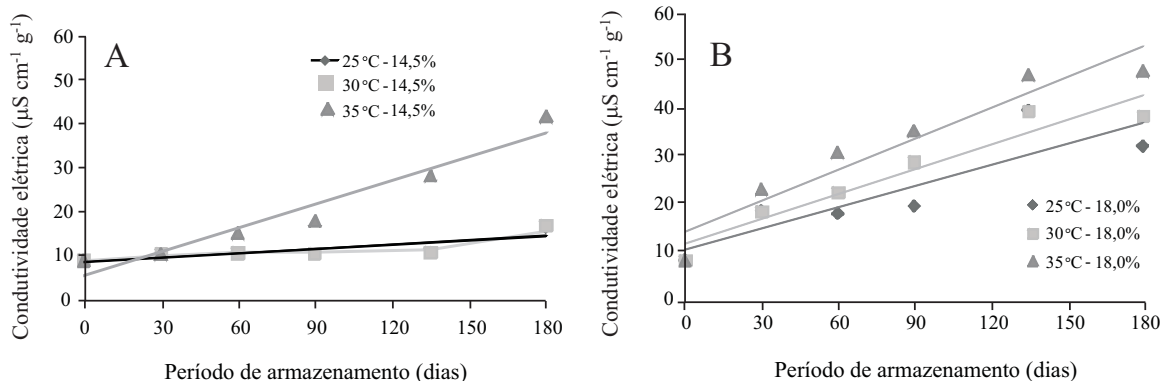 Condutividade elétrica (µS cm⁻¹ g⁻¹)
60
50
40
30
20
10
0
A
25°C - 14,5%
30°C - 14,5%
35°C - 14,5%
0 30 60 90 120 150 180
Período de armazenamento (dias)
Condutividade elétrica (µS cm⁻¹ g⁻¹)
60
50
40
30
20
10
0
B
25°C - 18,0%
30°C - 18,0%
35°C - 18,0%
0 30 60 90 120 150 180
Período de armazenamento (dias)